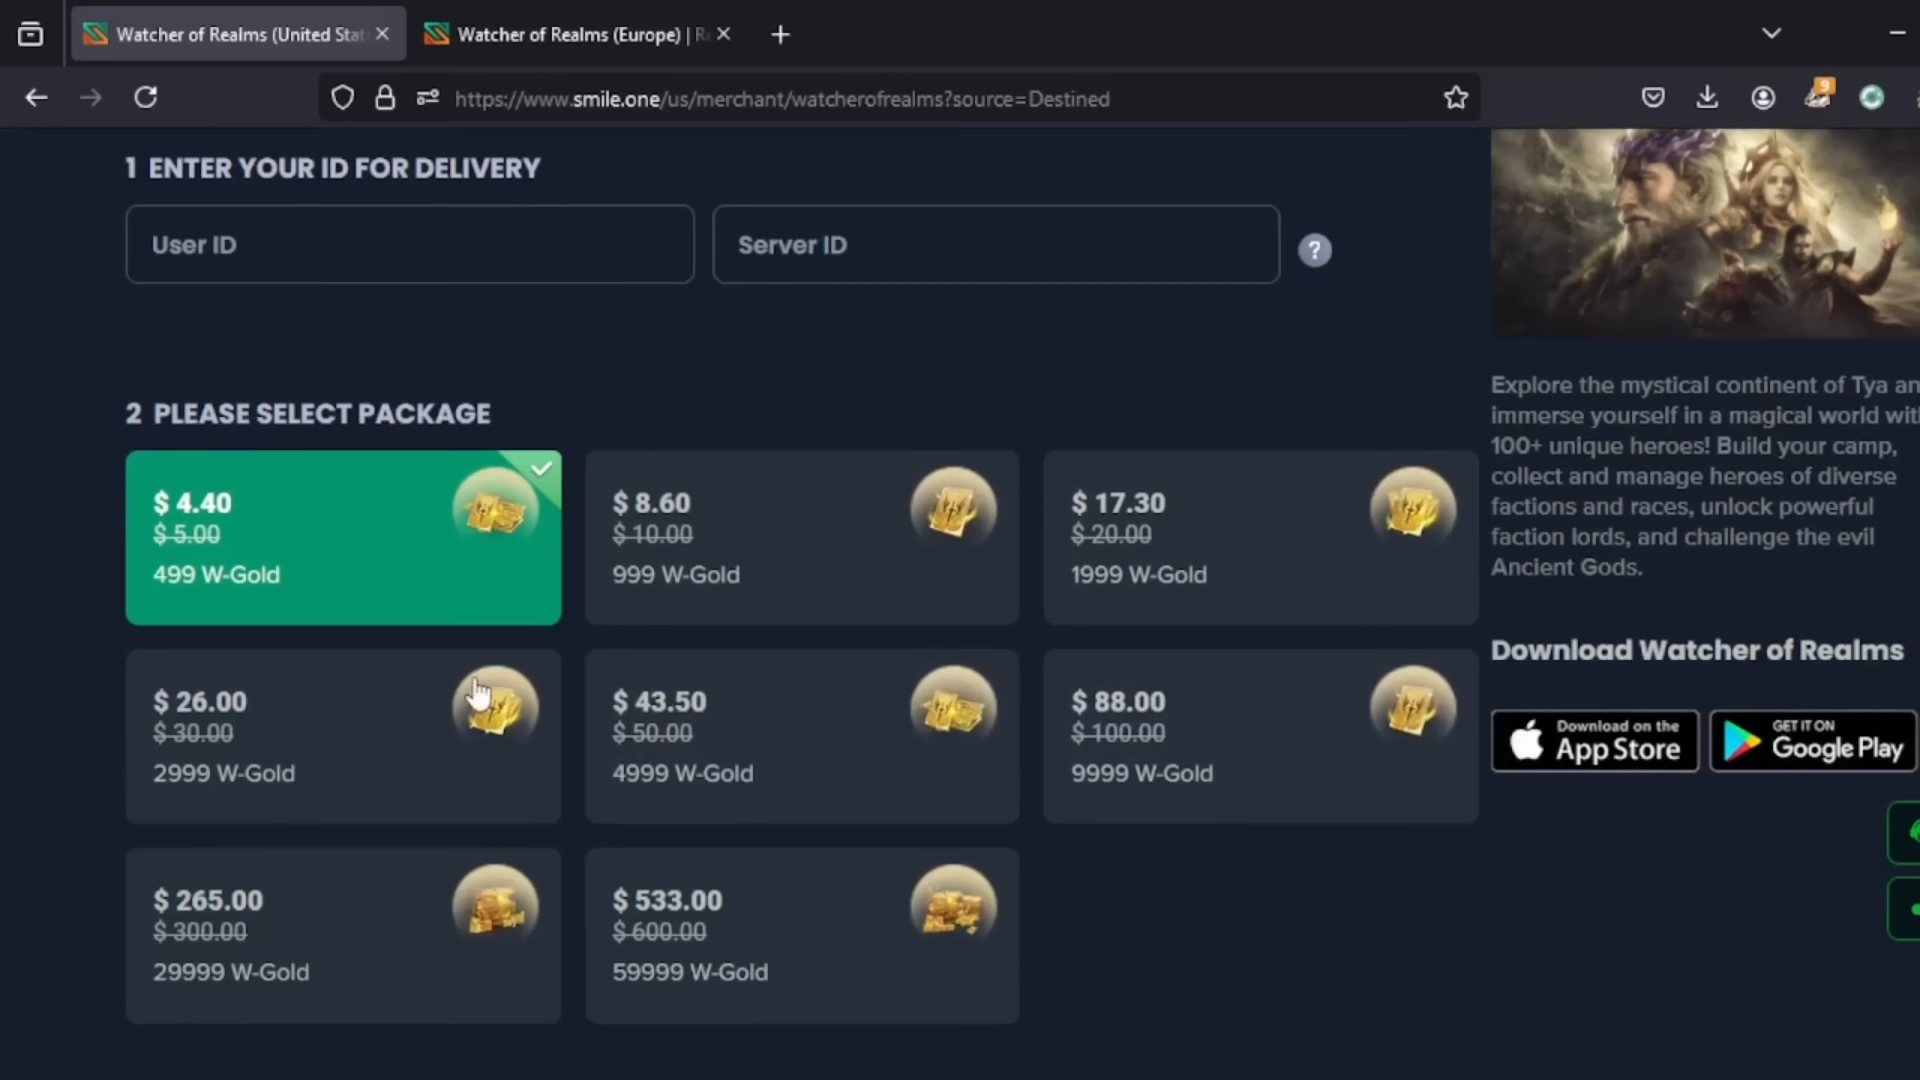 Watcher of Realms (United Stat
Watcher of Realms (Europe) | R
https://www.smile.one/us/merchant/watcherofrealms?source=Destined
9
1 ENTER YOUR ID FOR DELIVERY
User ID
Server ID
?
2 PLEASE SELECT PACKAGE
$ 4.40
$ 5.00
499 W-Gold
$ 8.60
$ 10.00
999 W-Gold
$ 17.30
$ 20.00
1999 W-Gold
$ 26.00
$ 30.00
2999 W-Gold
$ 43.50
$ 50.00
4999 W-Gold
$ 88.00
$ 100.00
9999 W-Gold
$ 265.00
$ 300.00
29999 W-Gold
$ 533.00
$ 600.00
59999 W-Gold
Explore the mystical continent of Tya an
immerse yourself in a magical world with
100+ unique heroes! Build your camp,
collect and manage heroes of diverse
factions and races, unlock powerful
faction lords, and challenge the evil
Ancient Gods.
Download Watcher of Realms
Download on the
App Store
GET IT ON
Google Play